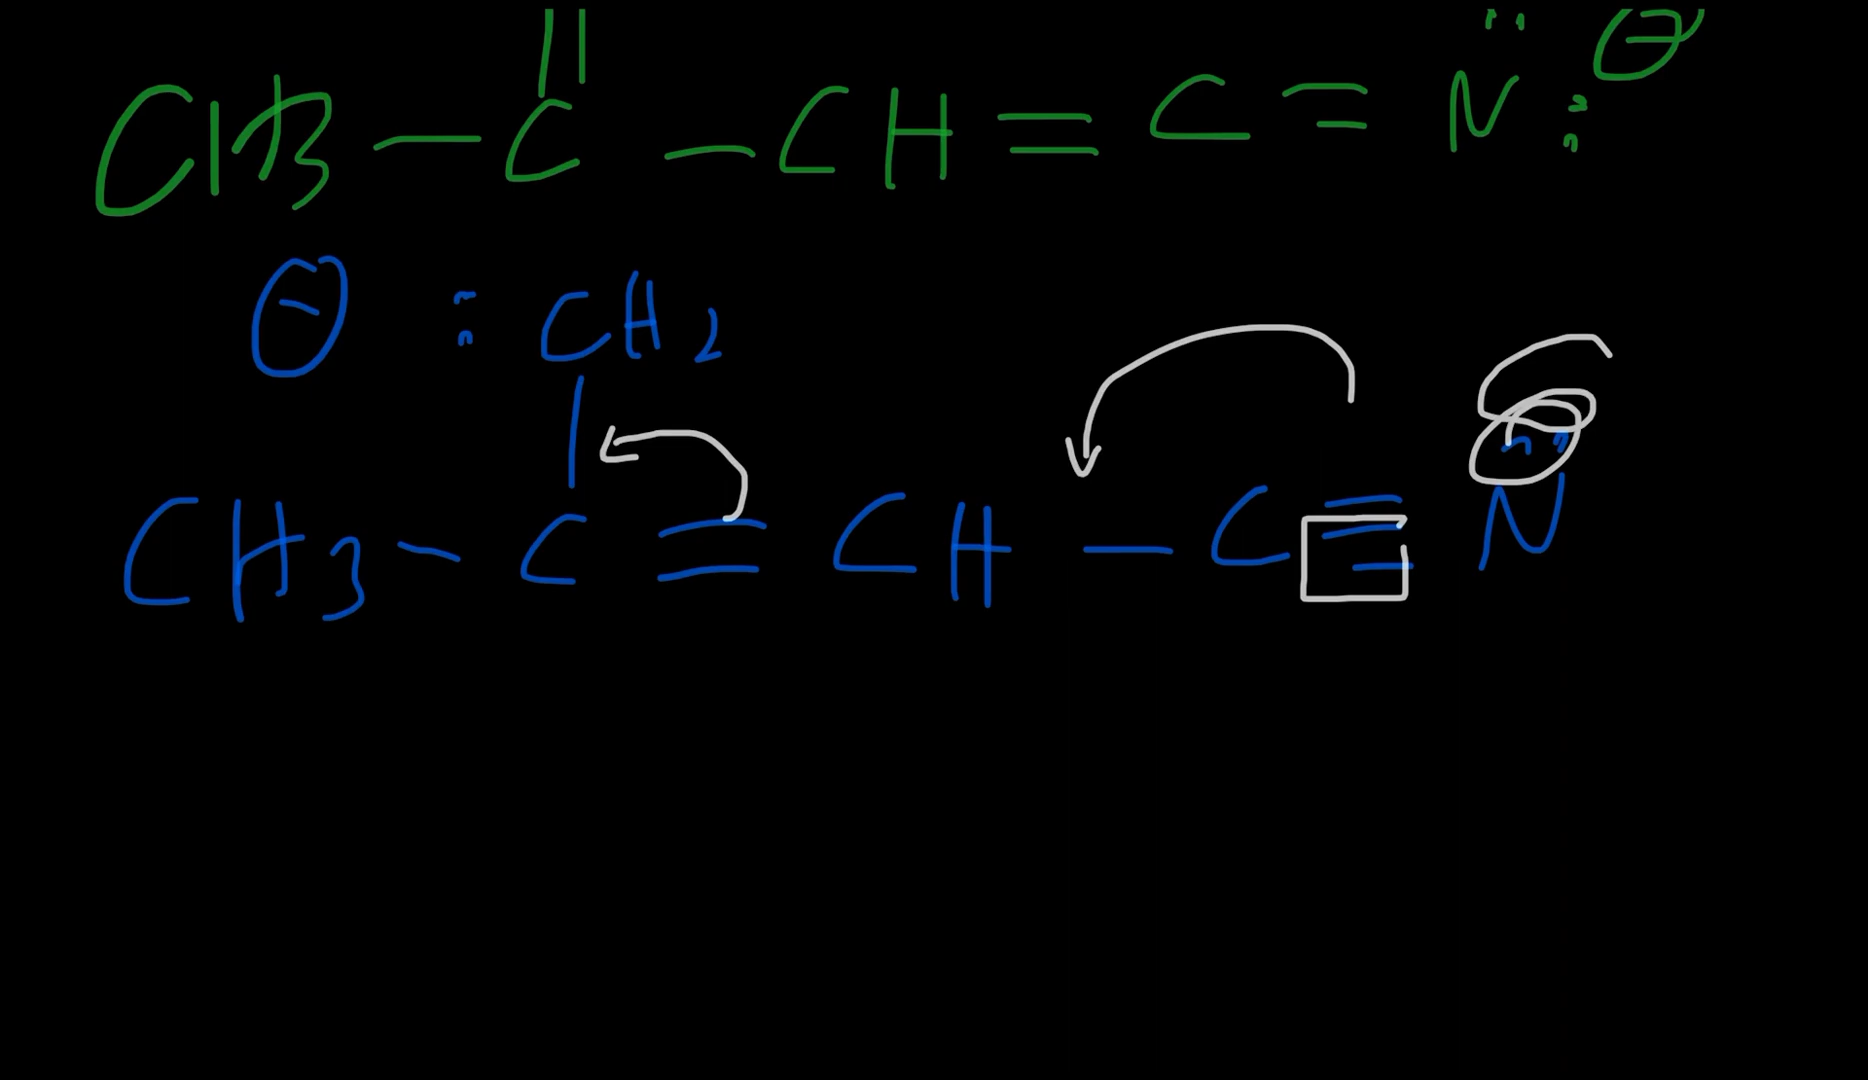 ||
CH3 — C — CH = C = N : ⊖
⊖ : CH2
|
CH3 — C = CH — C ≡ N